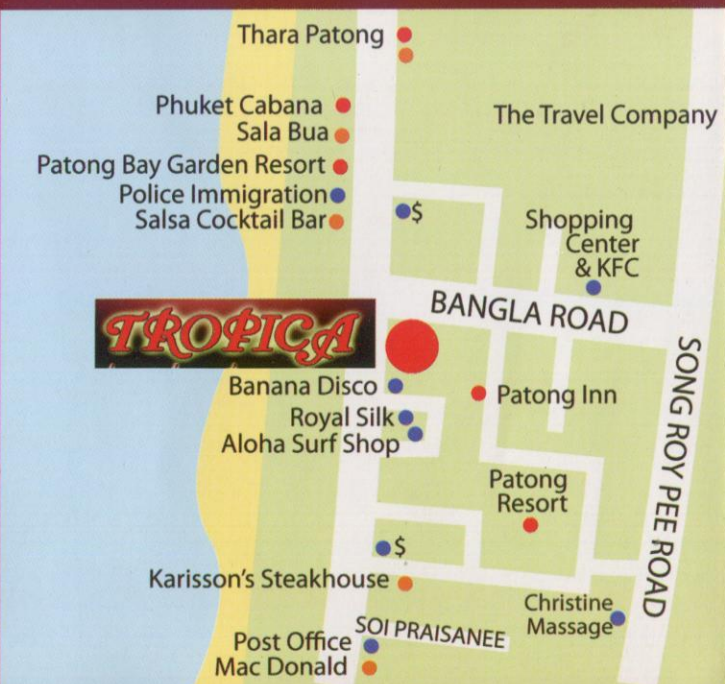 Thara Patong
Phuket Cabana
Sala Bua
Patong Bay Garden Resort
Police Immigration
Salsa Cocktail Bar
The Travel Company
$
Shopping
Center
& KFC
BANGLA ROAD
TROPICA
Banana Disco
Royal Silk
Aloha Surf Shop
Patong Inn
SONG ROY PEE ROAD
Patong
Resort
$
Karisson's Steakhouse
Christine
Massage
SOI PRAISANEE
Post Office
Mac Donald